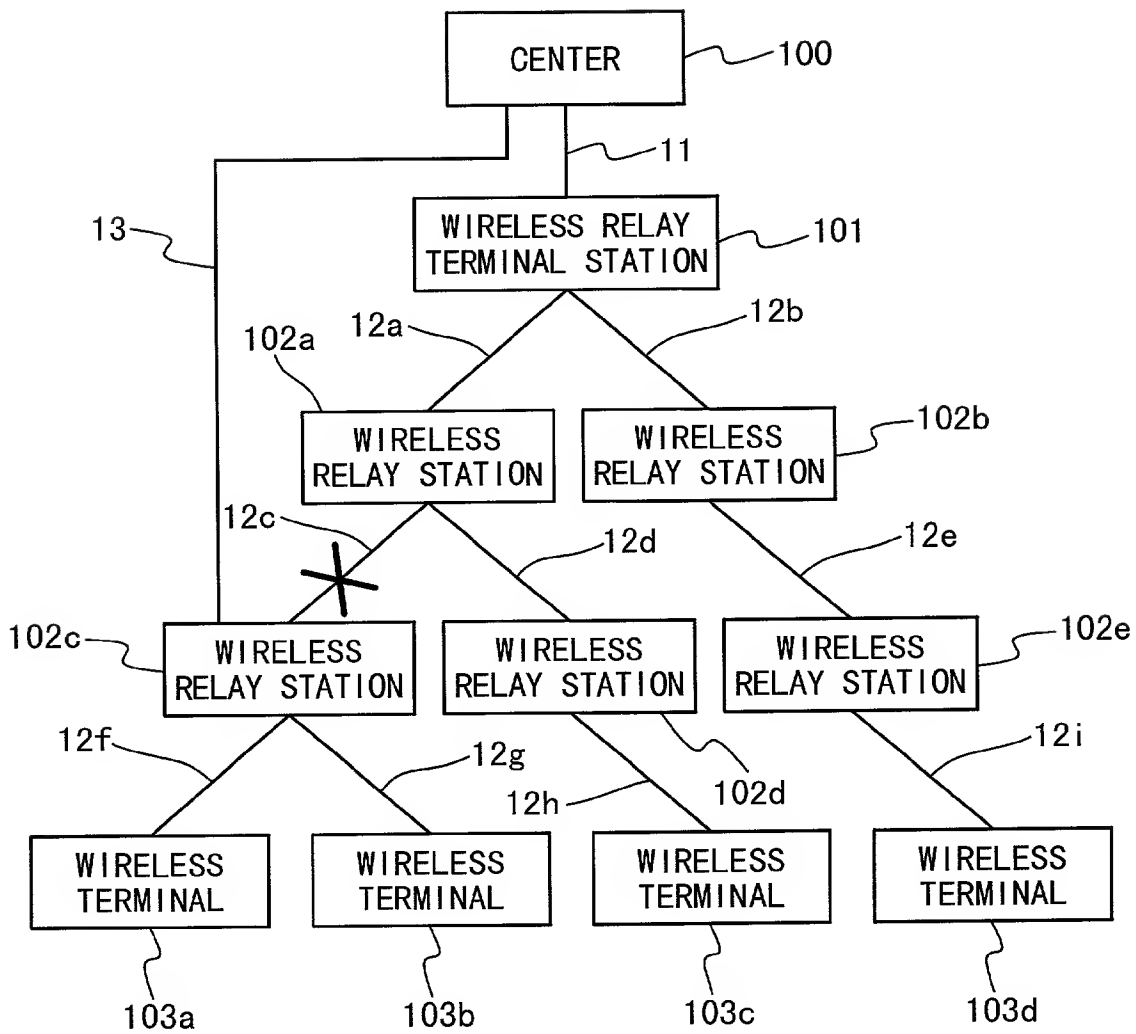 CENTER
100
11
13
WIRELESS RELAY
TERMINAL STATION
101
12a
12b
102a
WIRELESS
RELAY STATION
WIRELESS
RELAY STATION
102b
12c
12d
12e
102c
WIRELESS
RELAY STATION
WIRELESS
RELAY STATION
WIRELESS
RELAY STATION
102e
12f
12g
12h
102d
12i
WIRELESS
TERMINAL
WIRELESS
TERMINAL
WIRELESS
TERMINAL
WIRELESS
TERMINAL
103a
103b
103c
103d